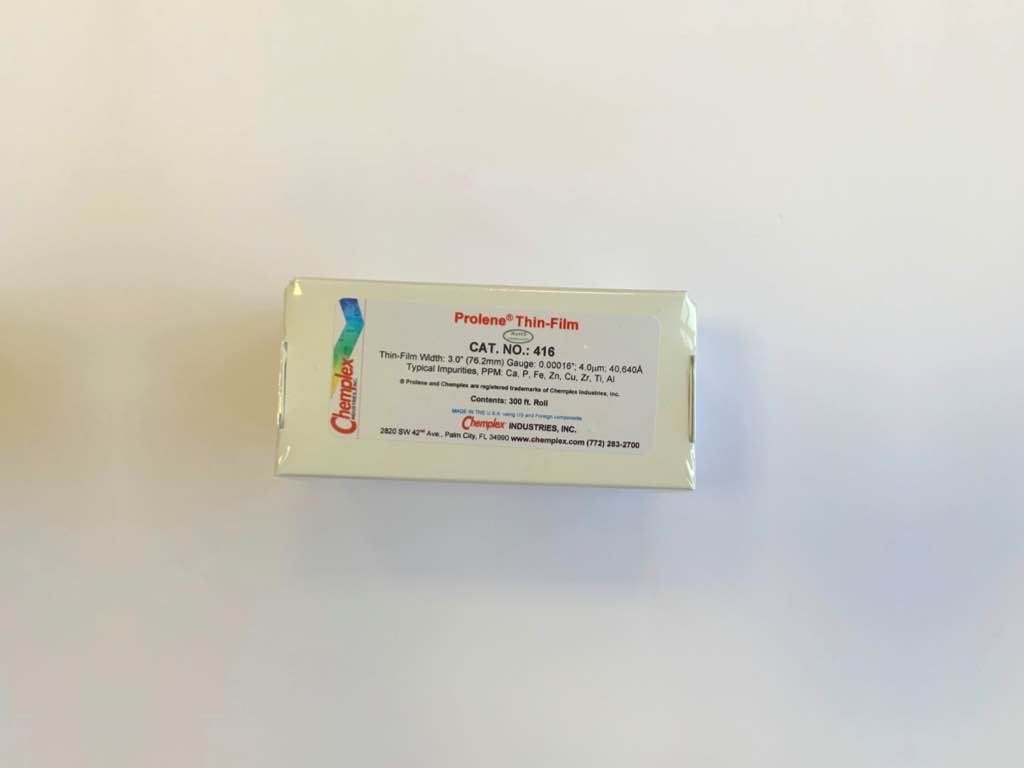 Prolene® Thin-Film
RoHS
CAT. NO.: 416
Thin-Film Width: 3.0" (76.2mm) Gauge: 0.00016"; 4.0µm; 40,640Å
Typical Impurities, PPM: Ca, P, Fe, Zn, Cu, Zr, Ti, Al
® Prolene and Chemplex are registered trademarks of Chemplex Industries, Inc.
Contents: 300 ft. Roll
MADE IN THE U.S.A. using US and Foreign components
Chemplex INDUSTRIES, INC.
2820 SW 42nd Ave., Palm City, FL 34990 www.chemplex.com (772) 283-2700
Chemplex
INDUSTRIES, INC.